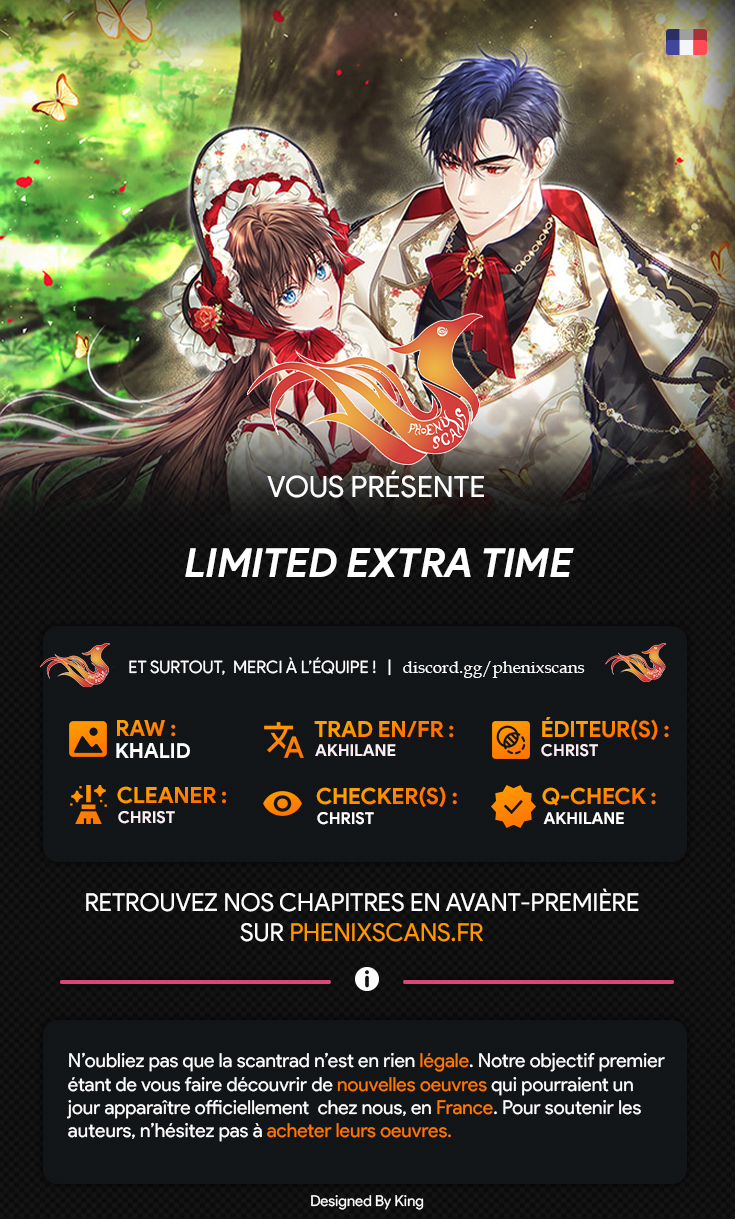 PHOENIX
SCANS
VOUS PRÉSENTE
LIMITED EXTRA TIME
ET SURTOUT, MERCI À L'ÉQUIPE ! | discord.gg/phenixscans
RAW :
KHALID
TRAD EN/FR :
AKHILANE
ÉDITEUR(S) :
CHRIST
CLEANER :
CHRIST
CHECKER(S) :
CHRIST
Q-CHECK :
AKHILANE
RETROUVEZ NOS CHAPITRES EN AVANT-PREMIÈRE
SUR PHENIXSCANS.FR
N'oubliez pas que la scantrad n'est en rien légale. Notre objectif premier
étant de vous faire découvrir de nouvelles oeuvres qui pourraient un
jour apparaître officiellement chez nous, en France. Pour soutenir les
auteurs, n'hésitez pas à acheter leurs oeuvres.
Designed By King